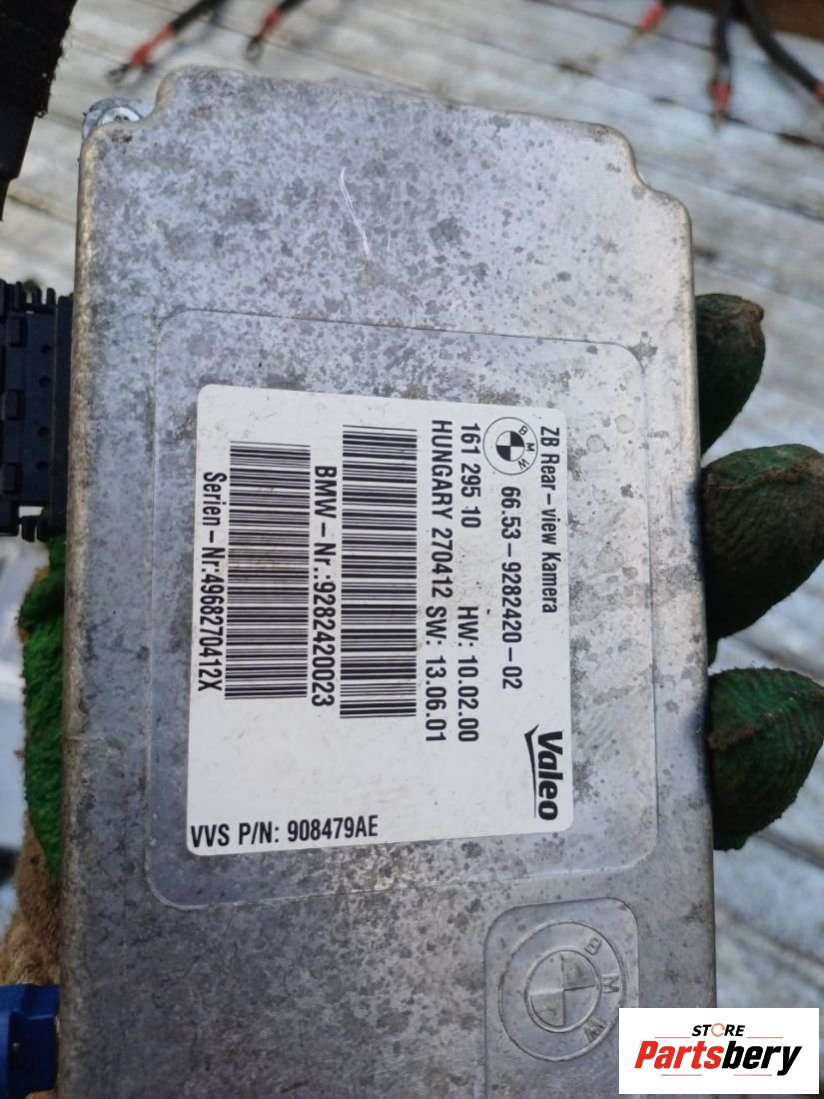 ZB Rear-view Kamera
BMW 66.53-9282420-02
161 295 10 HW: 10.02.00
HUNGARY 270412 SW: 13.06.01
Valeo
BMW-Nr.:9282420023
Serien-Nr:4968270412X
VVS P/N: 908479AE
BMW
STORE
Partsbery